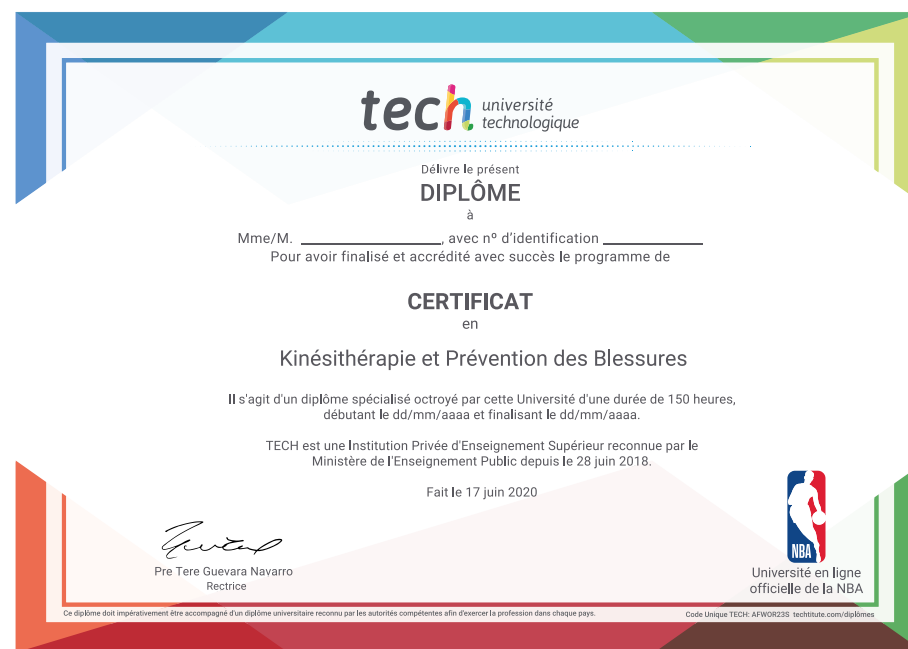 tech université
technologique
Délivre le présent
DIPLÔME
à
Mme/M. ____________________, avec nº d'identification ______________
Pour avoir finalisé et accrédité avec succès le programme de
CERTIFICAT
en
Kinésithérapie et Prévention des Blessures
Il s'agit d'un diplôme spécialisé octroyé par cette Université d'une durée de 150 heures,
débutant le dd/mm/aaaa et finalisant le dd/mm/aaaa.
TECH est une Institution Privée d'Enseignement Supérieur reconnue par le
Ministère de l'Enseignement Public depuis le 28 juin 2018.
Fait le 17 juin 2020
NBA
Pre Tere Guevara Navarro
Rectrice
Université en ligne
officielle de la NBA
Ce diplôme doit impérativement être accompagné d'un diplôme universitaire reconnu par les autorités compétentes afin d'exercer la profession dans chaque pays.
Code Unique TECH: AFWOR23S techtitute.com/diplômes